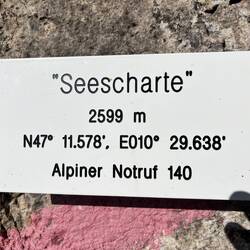 "Seescharte"
2599 m
N47° 11.578', E010° 29.638'
Alpiner Notruf 140